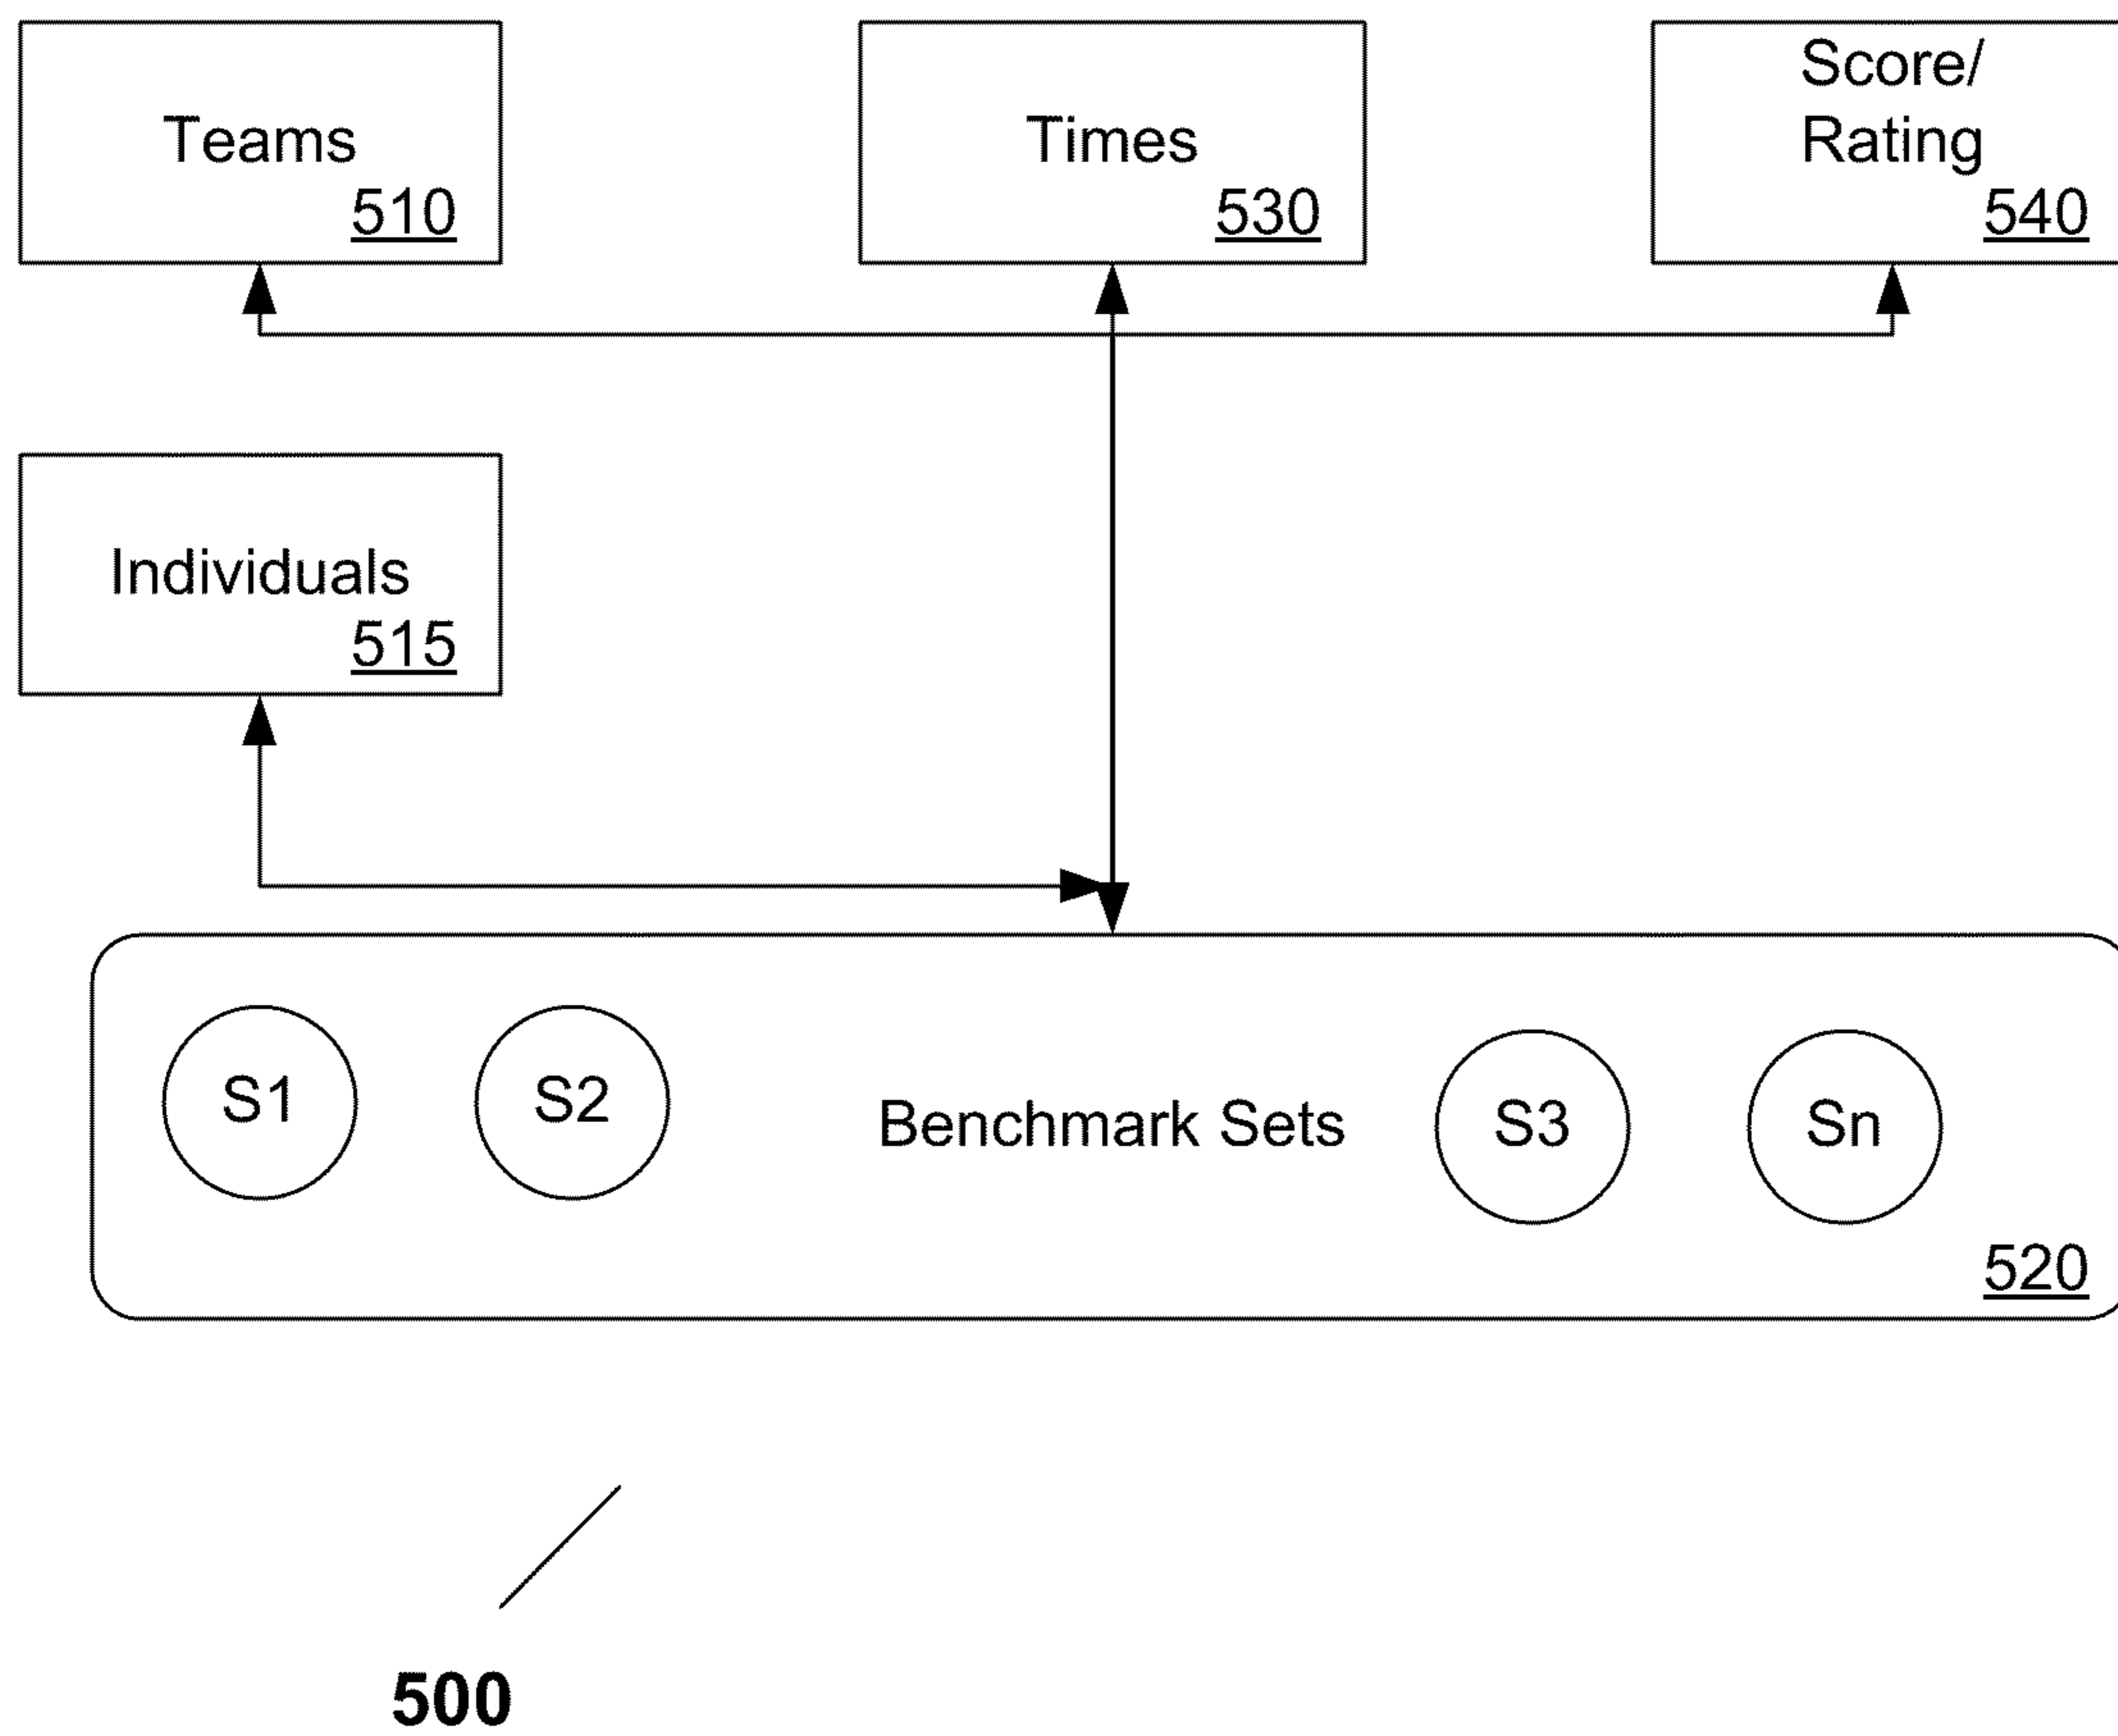 Teams
510
Times
530
Score/
Rating
540
Individuals
515
S1
S2
Benchmark Sets
S3
Sn
520
500